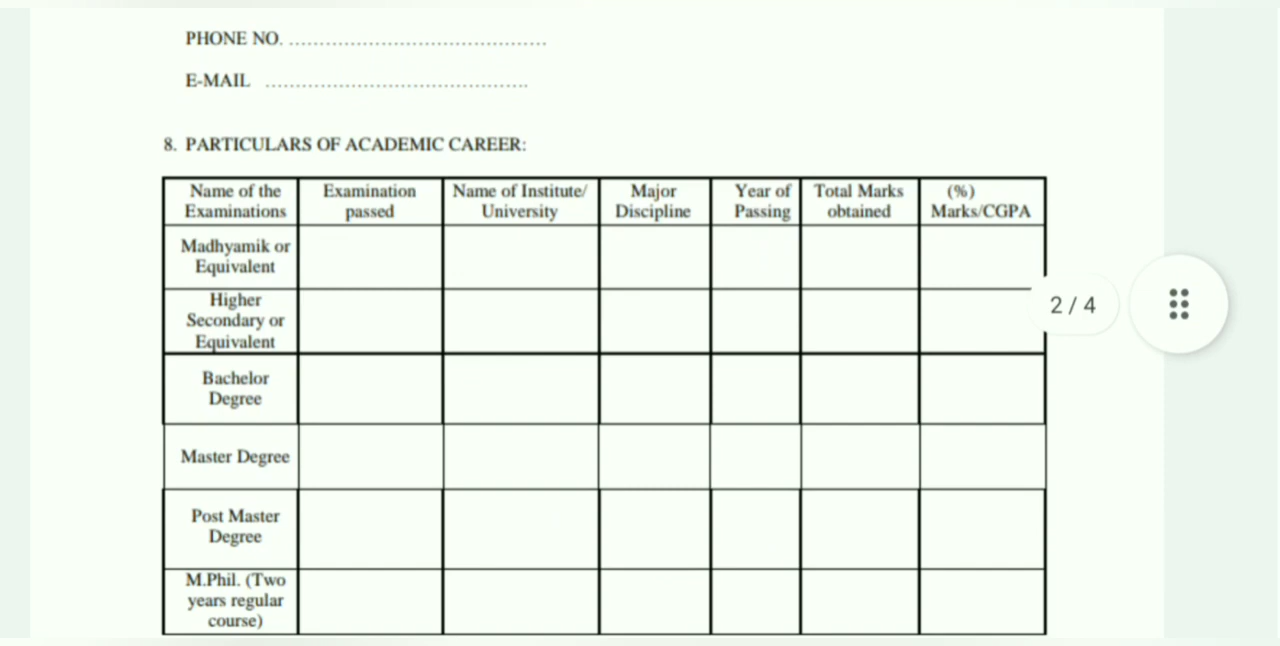 PHONE NO. ............................................
E-MAIL ............................................
8. PARTICULARS OF ACADEMIC CAREER:
Name of the Examinations | Examination passed | Name of Institute/ University | Major Discipline | Year of Passing | Total Marks obtained | (%) Marks/CGPA
Madhyamik or
Equivalent
2 / 4
Higher
Secondary or
Equivalent
Bachelor
Degree
Master Degree
Post Master
Degree
M.Phil. (Two
years regular
course)